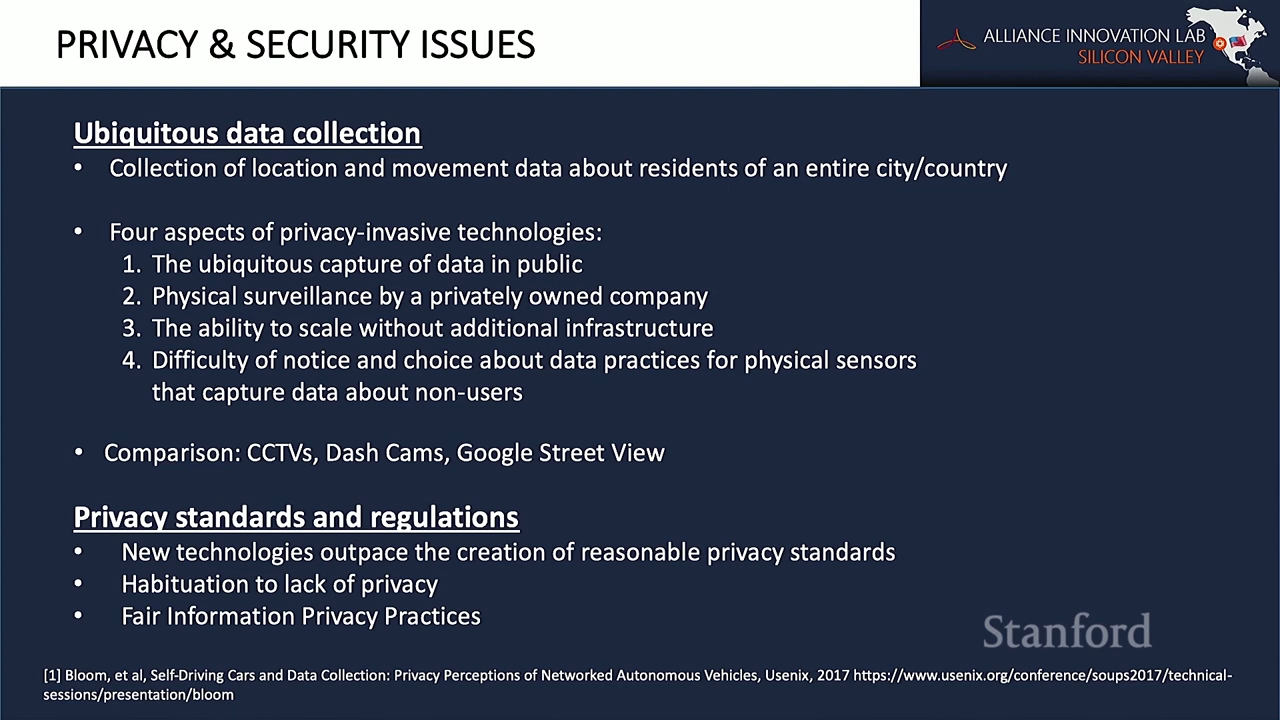 PRIVACY & SECURITY ISSUES
ALLIANCE INNOVATION LAB
SILICON VALLEY
Ubiquitous data collection
• Collection of location and movement data about residents of an entire city/country
• Four aspects of privacy-invasive technologies:
1. The ubiquitous capture of data in public
2. Physical surveillance by a privately owned company
3. The ability to scale without additional infrastructure
4. Difficulty of notice and choice about data practices for physical sensors
that capture data about non-users
• Comparison: CCTVs, Dash Cams, Google Street View
Privacy standards and regulations
• New technologies outpace the creation of reasonable privacy standards
• Habituation to lack of privacy
• Fair Information Privacy Practices
Stanford
[1] Bloom, et al, Self-Driving Cars and Data Collection: Privacy Perceptions of Networked Autonomous Vehicles, Usenix, 2017 https://www.usenix.org/conference/soups2017/technical-
sessions/presentation/bloom